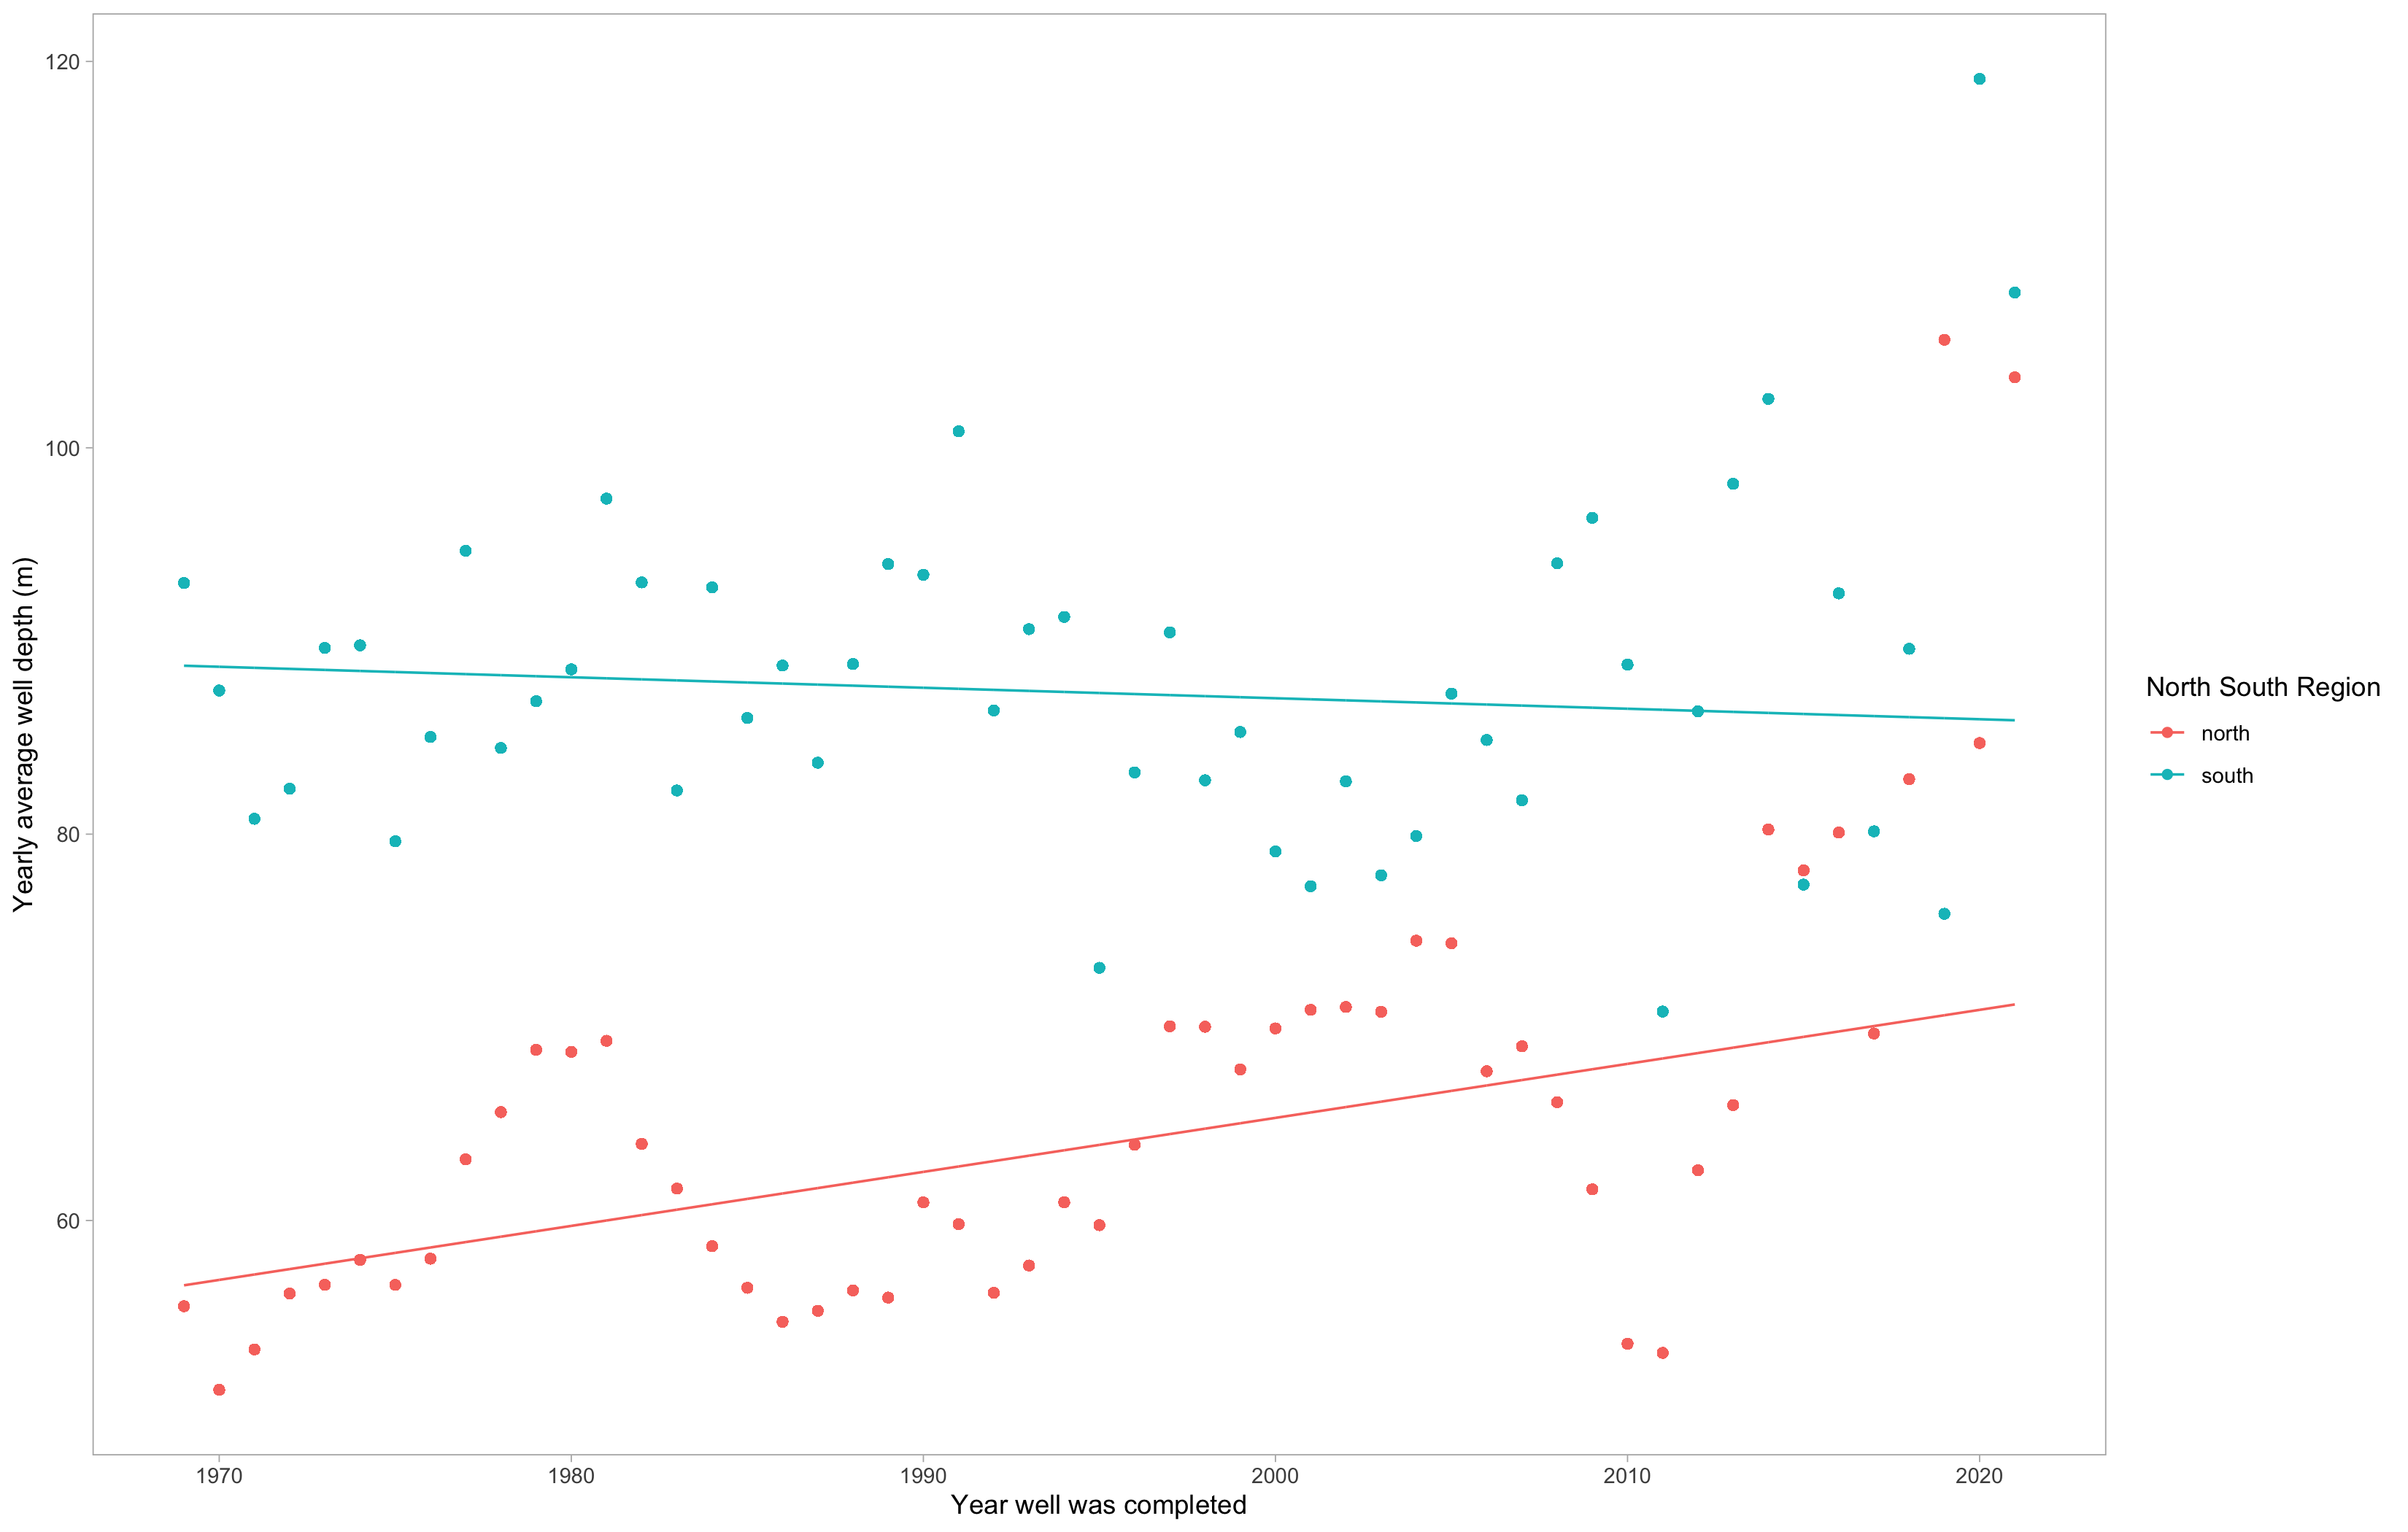 120
100
80
60
Yearly average well depth (m)
1970 1980 1990 2000 2010 2020
Year well was completed
North South Region
north
south